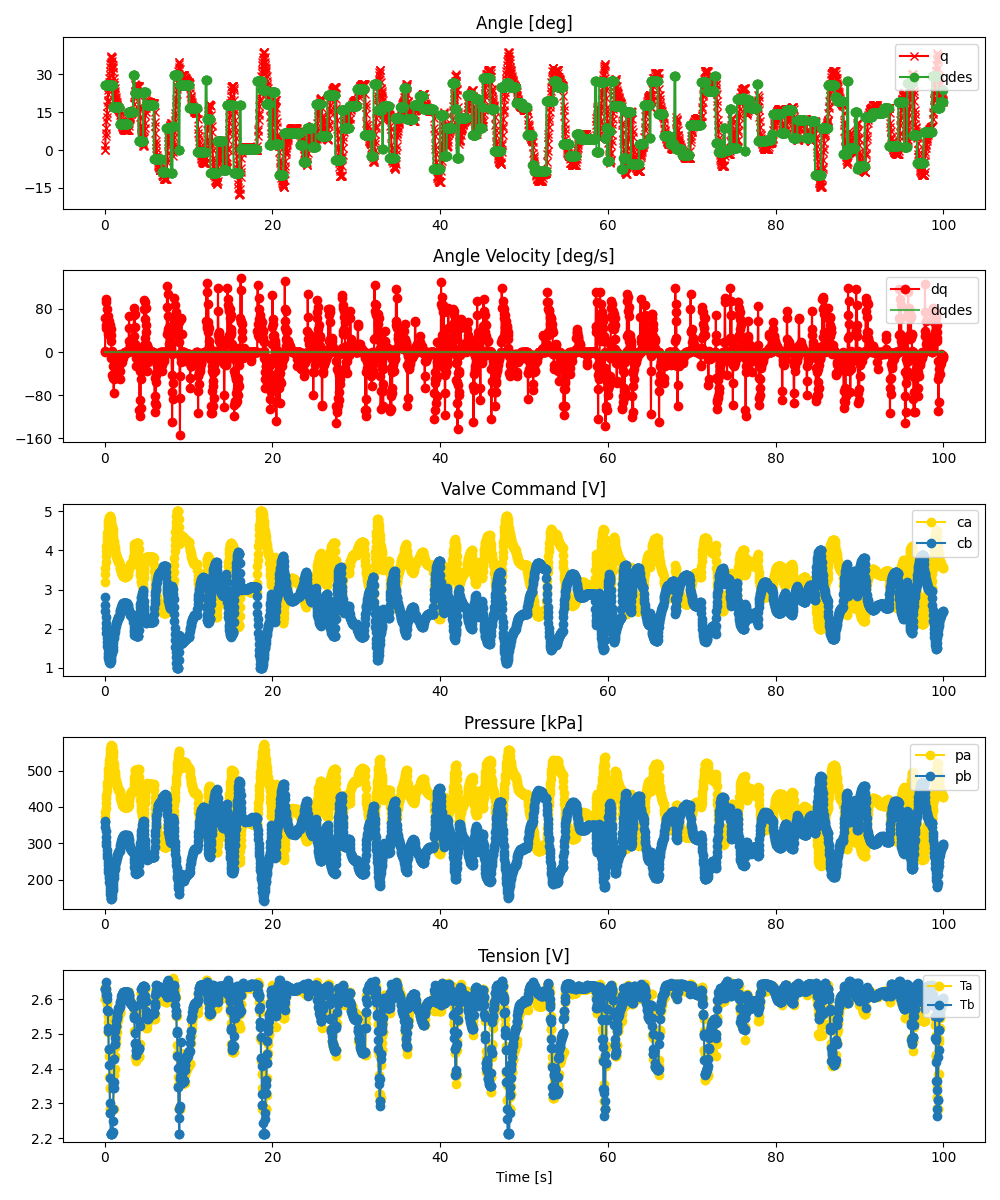 Angle [deg]
q
qdes
30
15
0
−15
0 20 40 60 80 100
Angle Velocity [deg/s]
dq
dqdes
80
0
−80
−160
0 20 40 60 80 100
Valve Command [V]
ca
cb
5
4
3
2
1
0 20 40 60 80 100
Pressure [kPa]
pa
pb
500
400
300
200
0 20 40 60 80 100
Tension [V]
Ta
Tb
2.6
2.5
2.4
2.3
2.2
0 20 40 60 80 100
Time [s]